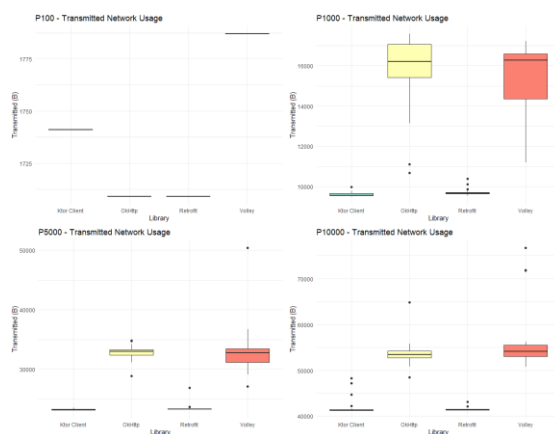 P100 - Transmitted Network Usage
Transmitted (B)
1775
1750
1725
Ktor Client OkHttp Retrofit Volley
Library
P1000 - Transmitted Network Usage
Transmitted (B)
16000
14000
12000
10000
Ktor Client OkHttp Retrofit Volley
Library
P5000 - Transmitted Network Usage
Transmitted (B)
50000
40000
30000
Ktor Client OkHttp Retrofit Volley
Library
P10000 - Transmitted Network Usage
Transmitted (B)
70000
60000
50000
40000
Ktor Client OkHttp Retrofit Volley
Library